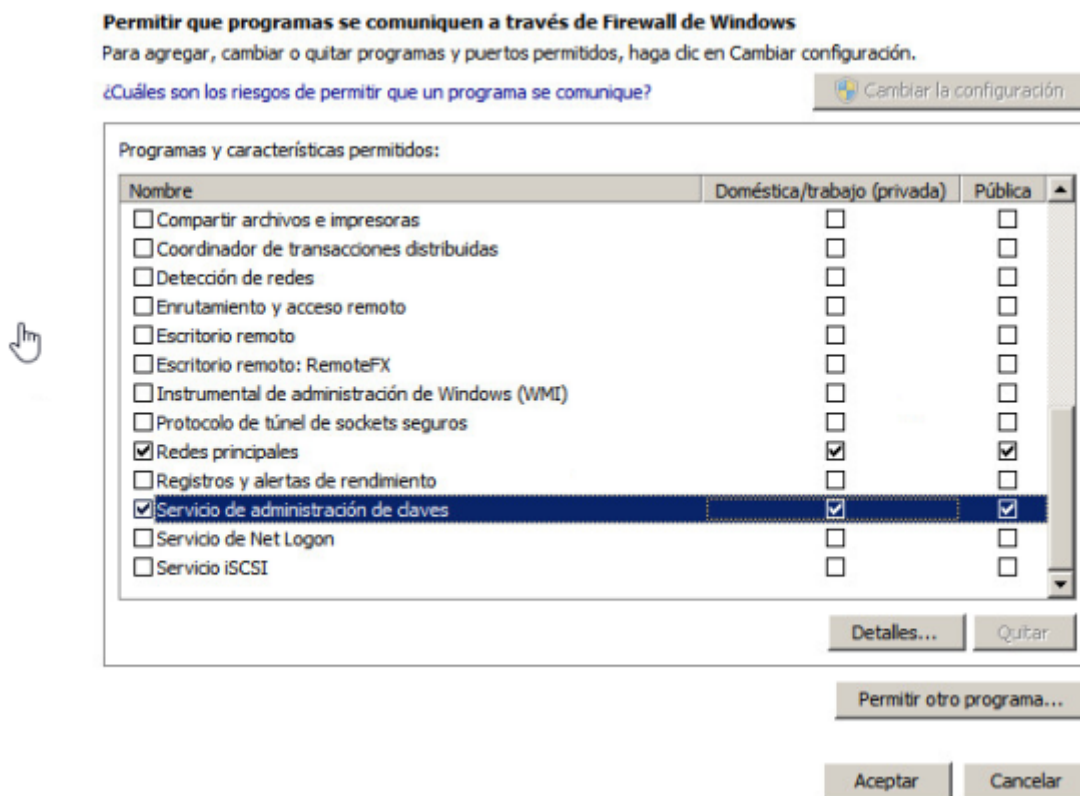 Permitir que programas se comuniquen a través de Firewall de Windows
Para agregar, cambiar o quitar programas y puertos permitidos, haga clic en Cambiar configuración.
¿Cuáles son los riesgos de permitir que un programa se comunique?
Cambiar la configuración
Programas y características permitidos:
Nombre Doméstica/trabajo (privada) Pública
Compartir archivos e impresoras
Coordinador de transacciones distribuidas
Detección de redes
Enrutamiento y acceso remoto
Escritorio remoto
Escritorio remoto: RemoteFX
Instrumental de administración de Windows (WMI)
Protocolo de túnel de sockets seguros
Redes principales
Registros y alertas de rendimiento
Servicio de administración de claves
Servicio de Net Logon
Servicio iSCSI
Detalles... Quitar
Permitir otro programa...
Aceptar Cancelar